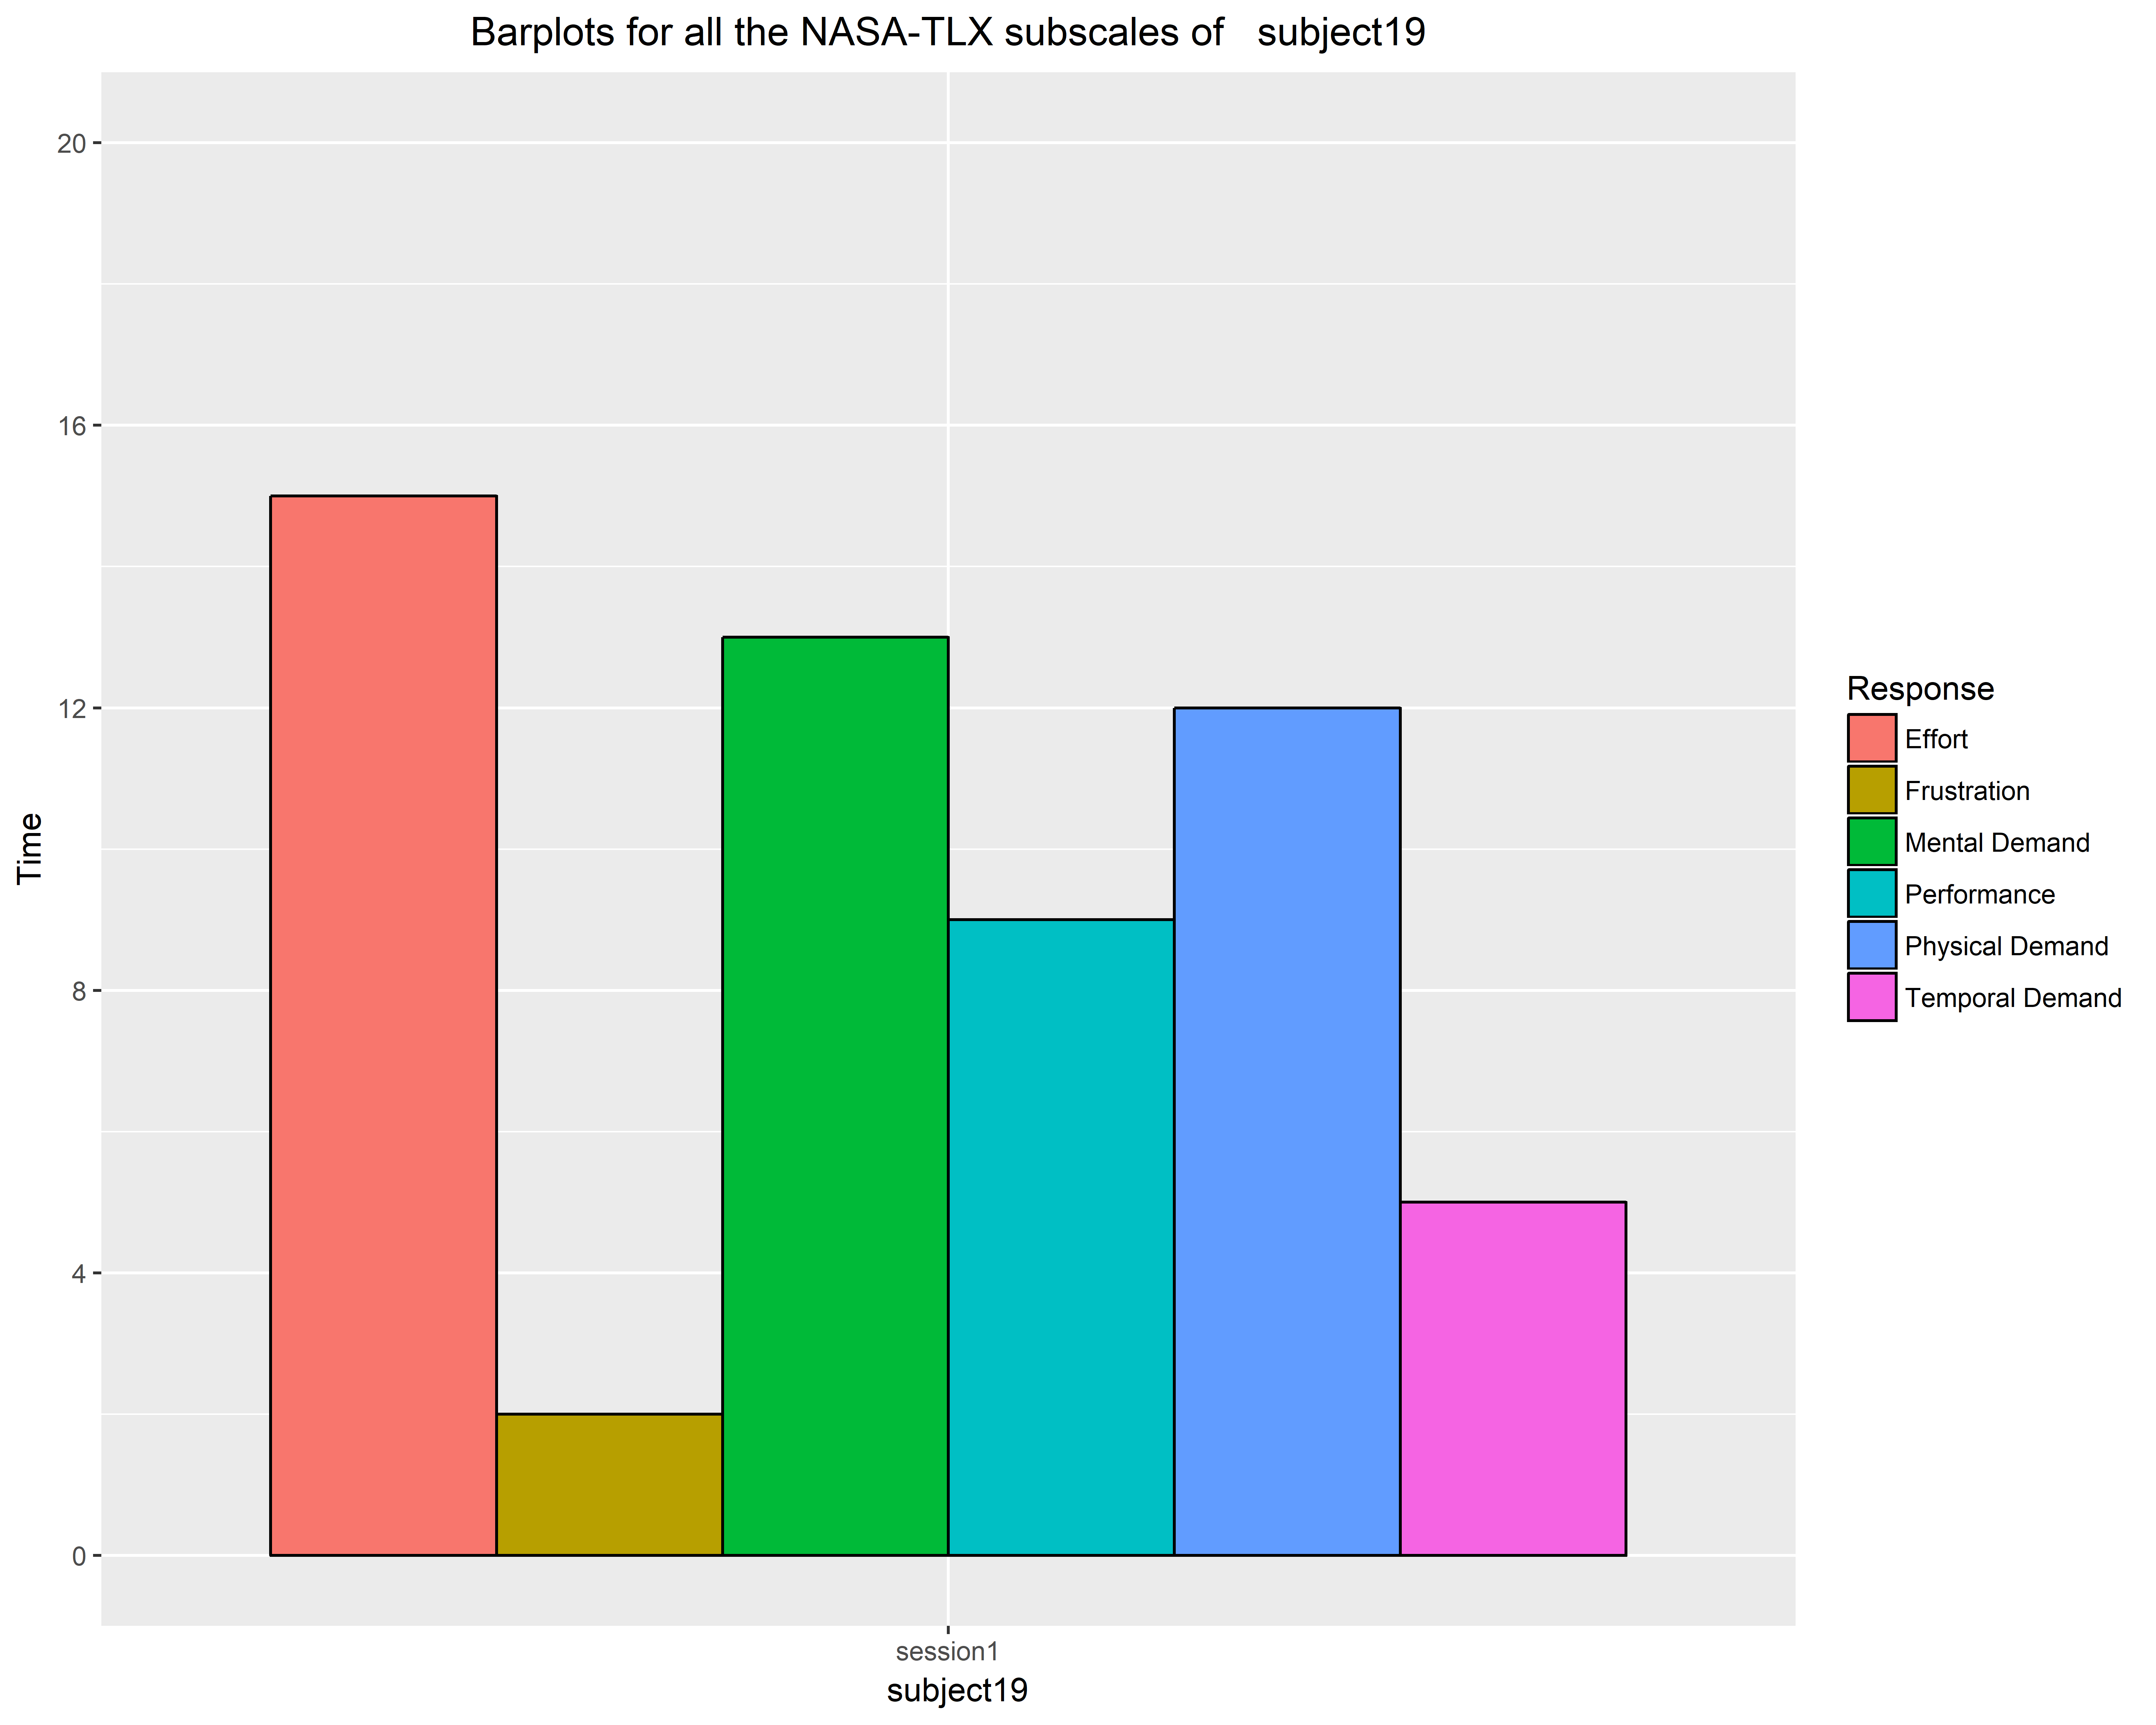 Barplots for all the NASA-TLX subscales of   subject19
20
16
12
8
4
0
Time
session1
subject19
Response
Effort
Frustration
Mental Demand
Performance
Physical Demand
Temporal Demand